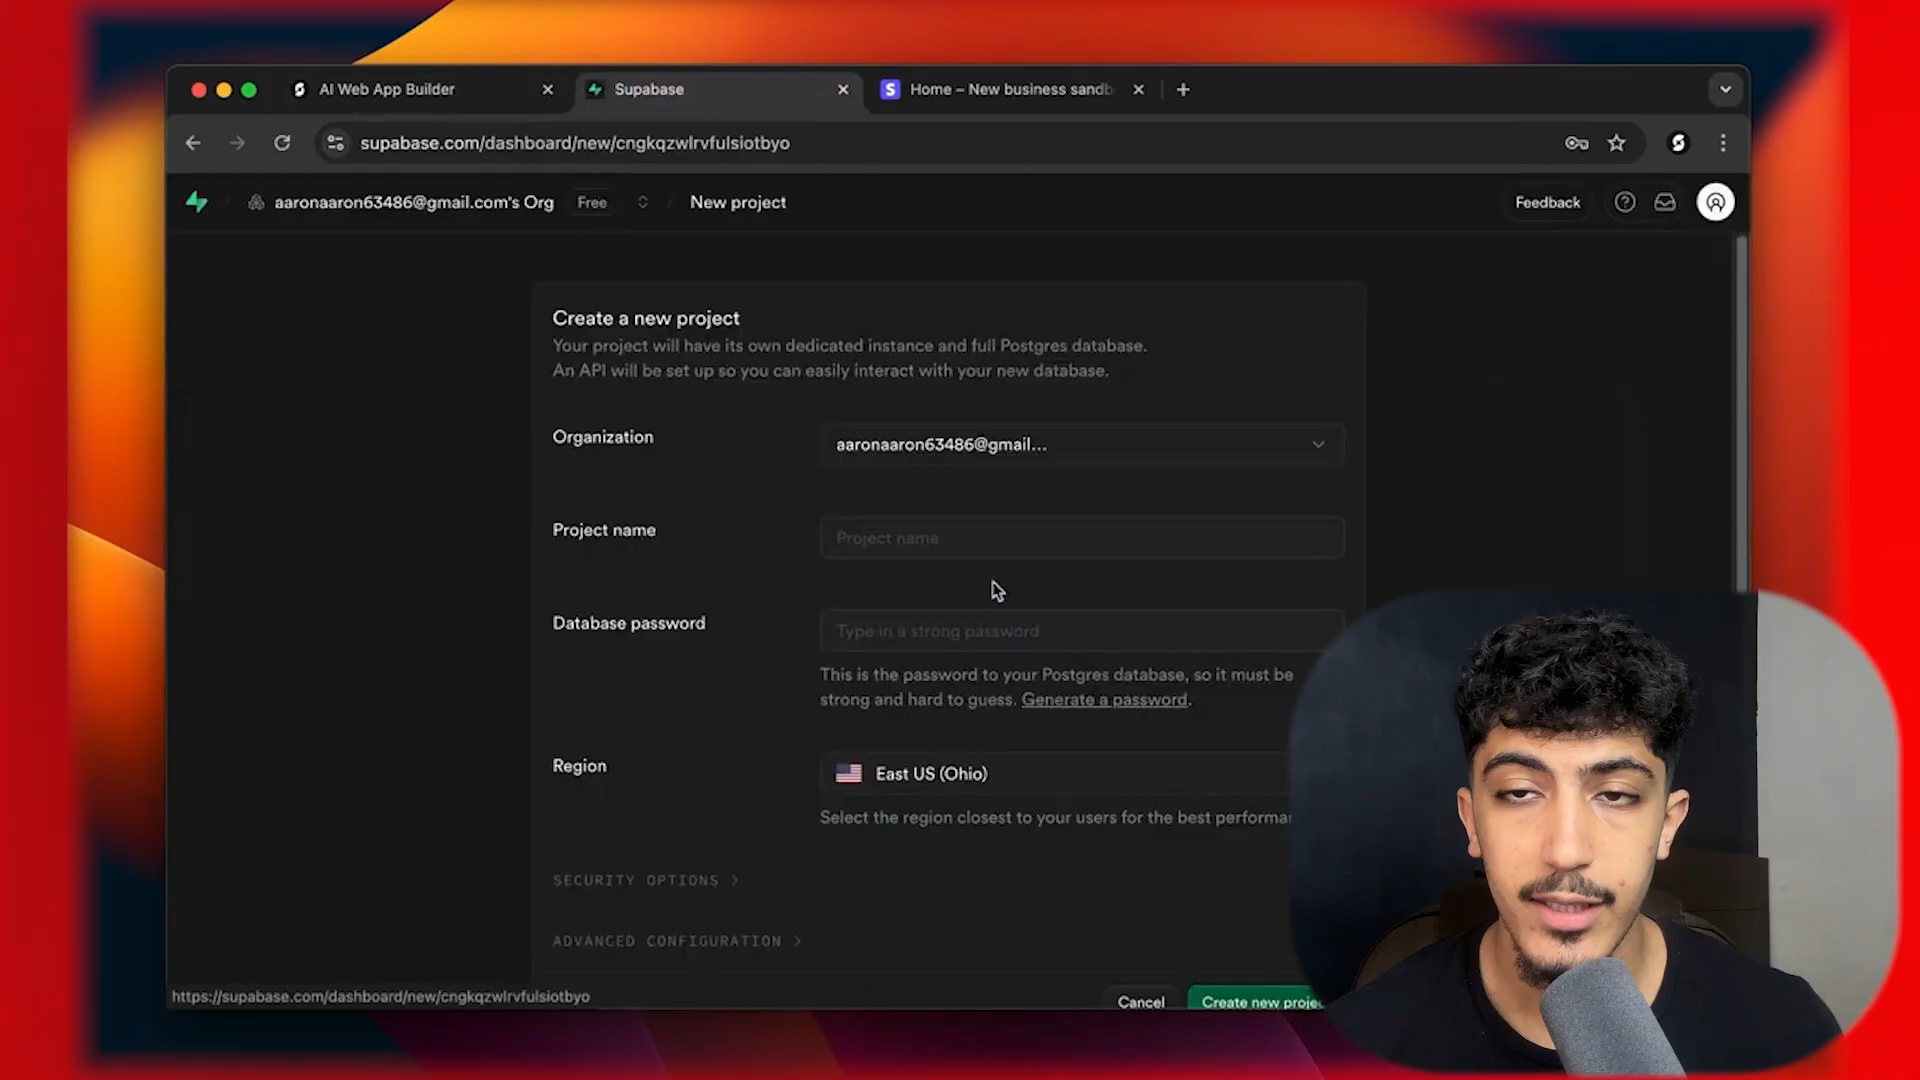 AI Web App Builder
Supabase
S Home – New business sandb
supabase.com/dashboard/new/cngkqzwlrvfulsiotbyo
aaronaaron63486@gmail.com's Org Free New project
Feedback
Create a new project
Your project will have its own dedicated instance and full Postgres database.
An API will be set up so you can easily interact with your new database.
Organization
aaronaaron63486@gmail...
Project name
Project name
Database password
Type in a strong password
This is the password to your Postgres database, so it must be
strong and hard to guess. Generate a password.
Region
East US (Ohio)
Select the region closest to your users for the best performa
SECURITY OPTIONS >
ADVANCED CONFIGURATION >
https://supabase.com/dashboard/new/cngkqzwlrvfulsiotbyo
Cancel
Create new projec